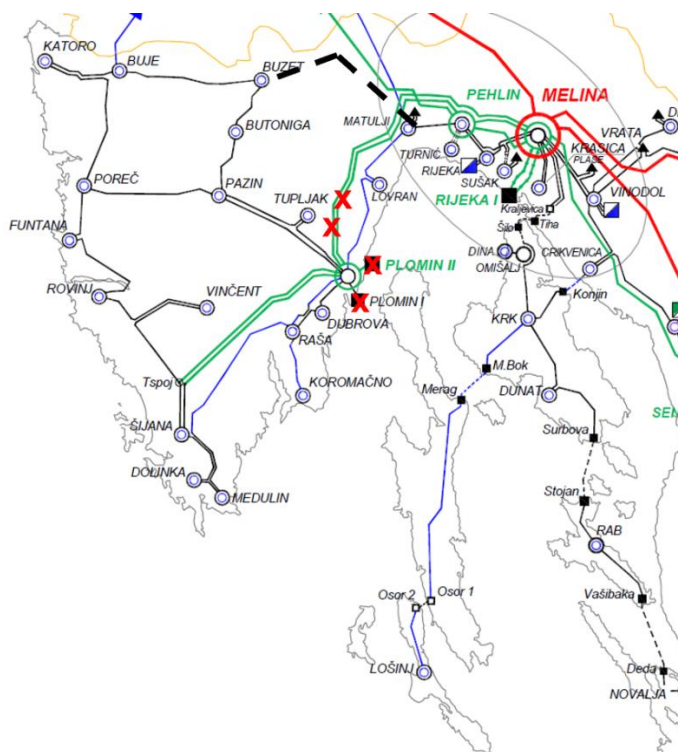 KATORO
BUJE
BUZET
BUTONIGA
MATULJI
PEHLIN
MELINA
TURNIĆ
RIJEKA
SUŠAK
KRASICA
PLASE
VRATA
VINODOL
POREČ
PAZIN
TUPLJAK
LOVRAN
RIJEKA I
Kraljevica
Šilo
Tiha
FUNTANA
DINA
OMIŠALJ
CRIKVENICA
ROVINJ
VINČENT
PLOMIN II
PLOMIN I
DUBROVA
RAŠA
Konjin
KRK
KOROMAČNO
Tspoj
M.Bok
Merag
DUNAT
SEN
ŠIJANA
Surbova
DOLINKA
MEDULIN
Stojan
RAB
Osor 2
Osor 1
Vašibaka
LOŠINJ
Deda
NOVALJA